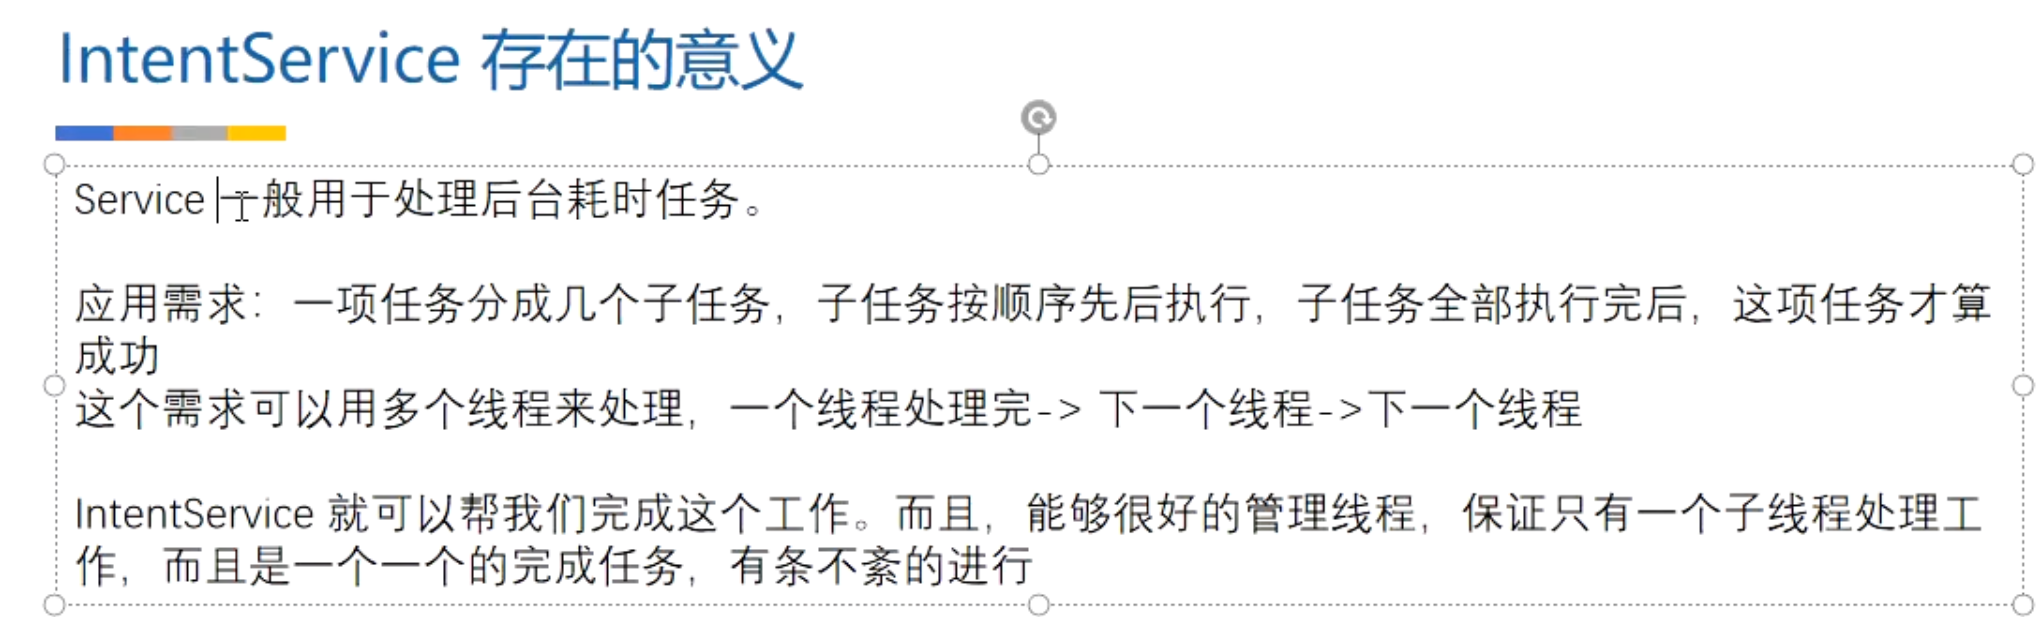 IntentService 存在的意义
Service 一般用于处理后台耗时任务。
应用需求：一项任务分成几个子任务，子任务按顺序先后执行，子任务全部执行完后，这项任务才算
成功
这个需求可以用多个线程来处理，一个线程处理完-> 下一个线程->下一个线程
IntentService 就可以帮我们完成这个工作。而且，能够很好的管理线程，保证只有一个子线程处理工
作，而且是一个一个的完成任务，有条不紊的进行